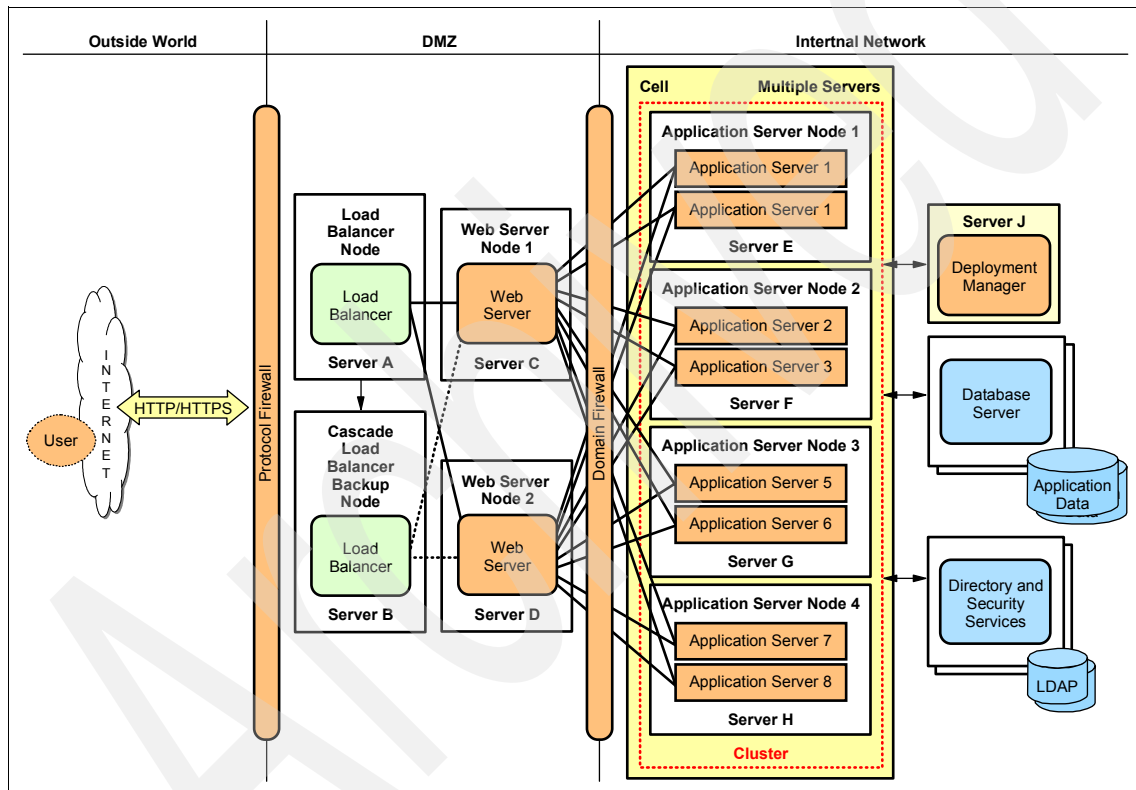 Outside World
DMZ
Intertnal Network
Cell
Multiple Servers
Application Server Node 1
Application Server 1
Application Server 1
Server E
Application Server Node 2
Application Server 2
Application Server 3
Server F
Application Server Node 3
Application Server 5
Application Server 6
Server G
Application Server Node 4
Application Server 7
Application Server 8
Server H
Cluster
User
INTERNET
HTTP/HTTPS
Protocol Firewall
Load
Balancer
Node
Load
Balancer
Server A
Cascade
Load
Balancer
Backup
Node
Load
Balancer
Server B
Web Server
Node 1
Web
Server
Server C
Web Server
Node 2
Web
Server
Server D
Domain Firewall
Server J
Deployment
Manager
Database
Server
Application
Data
Directory and
Security
Services
LDAP
Archived